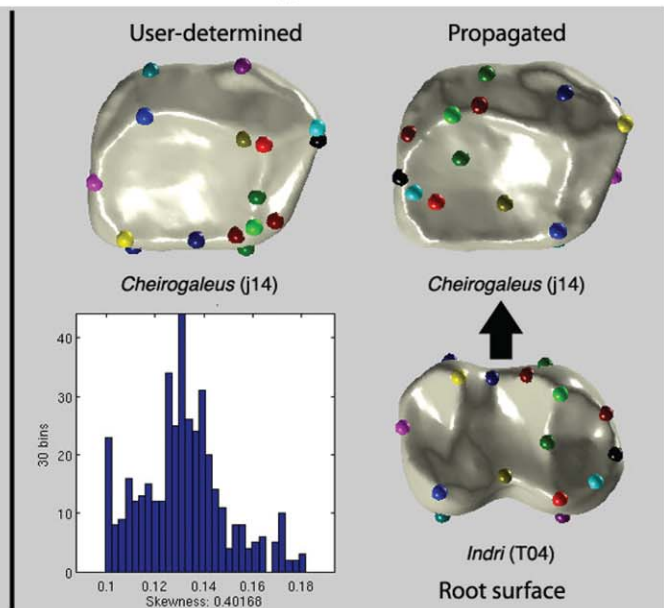 User-determined
Propagated
Cheirogaleus (j14)
Cheirogaleus (j14)
40
30
20
10
0
30 bins
0.1 0.12 0.14 0.16 0.18
Skewness: 0.40168
Indri (T04)
Root surface